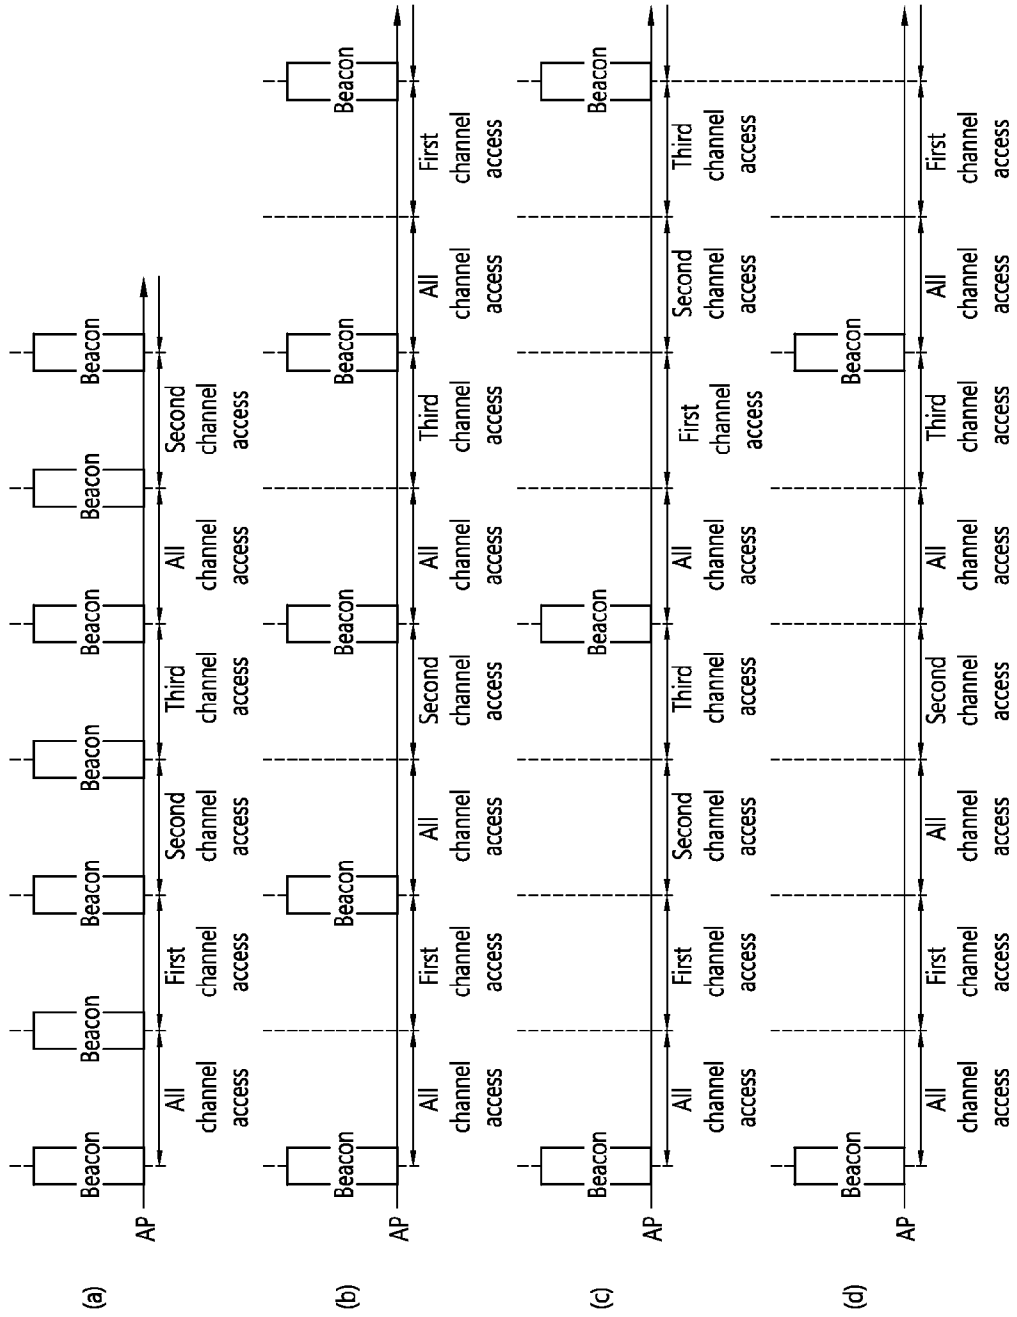 (a)
Beacon Beacon Beacon Beacon Beacon Beacon Beacon
AP
All First Second Third All Second
channel channel channel channel channel channel
access access access access access access
(b)
Beacon Beacon Beacon Beacon Beacon
AP
All First All Second All Third All First
channel channel channel channel channel channel channel channel
access access access access access access access access
(c)
Beacon Beacon Beacon
AP
All First Second Third All First Second Third
channel channel channel channel channel channel channel channel
access access access access access access access access
(d)
Beacon Beacon
AP
All First All Second All Third All First
channel channel channel channel channel channel channel channel
access access access access access access access access